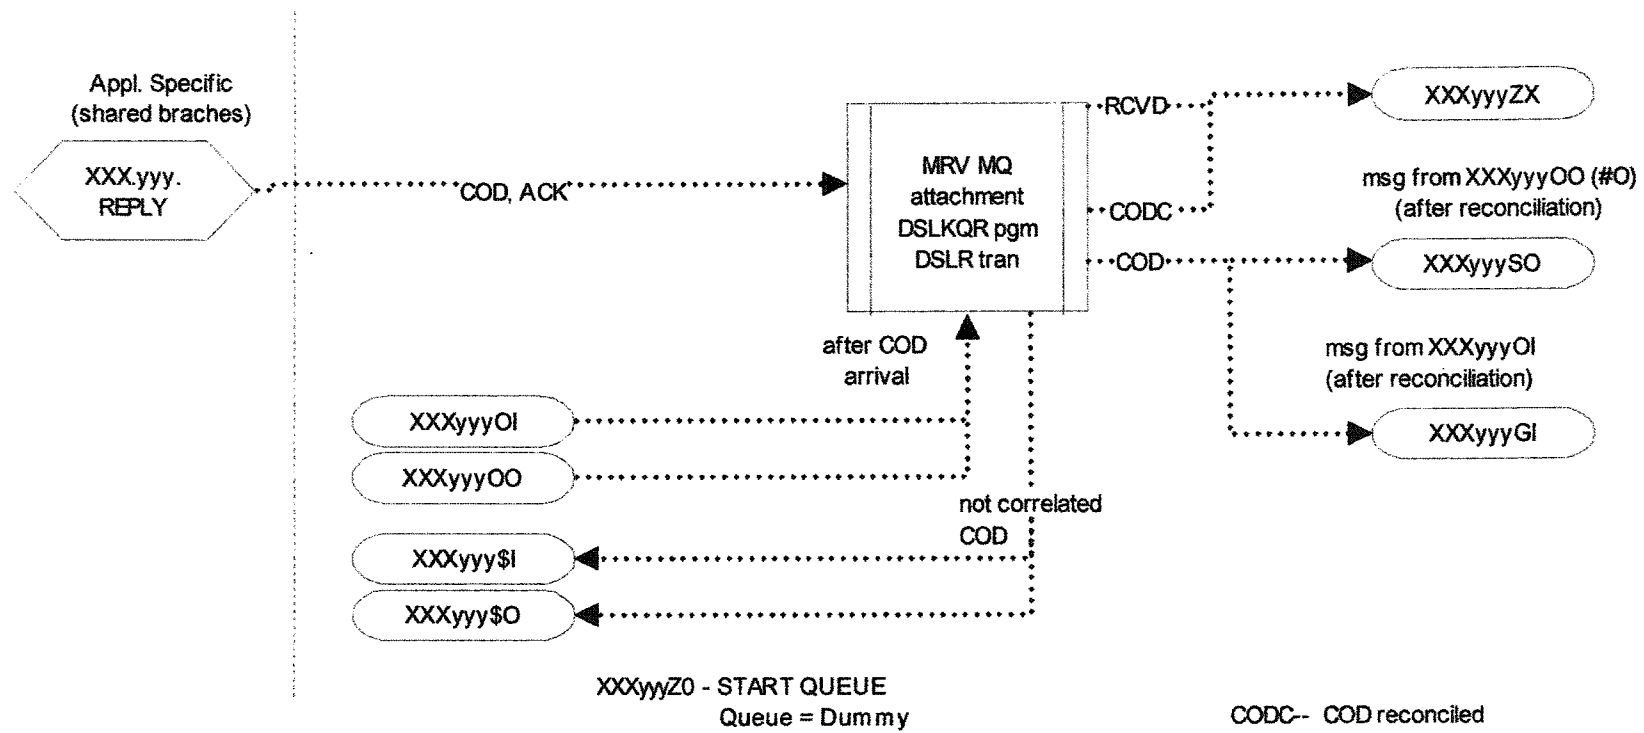 Appl. Specific
(shared braches)
XXX.yyy.
REPLY
COD, ACK
MRV MQ
attachment
DSLKQR pgm
DSLR tran
RCVD
CODC
COD
XXXyyyZX
msg from XXXyyyOO (#O)
(after reconciliation)
XXXyyySO
msg from XXXyyyOI
(after reconciliation)
XXXyyyGI
after COD
arrival
XXXyyyOI
XXXyyyOO
not correlated
COD
XXXyyy$I
XXXyyy$O
XXXyyyZ0 - START QUEUE
Queue = Dummy
CODC-- COD reconciled